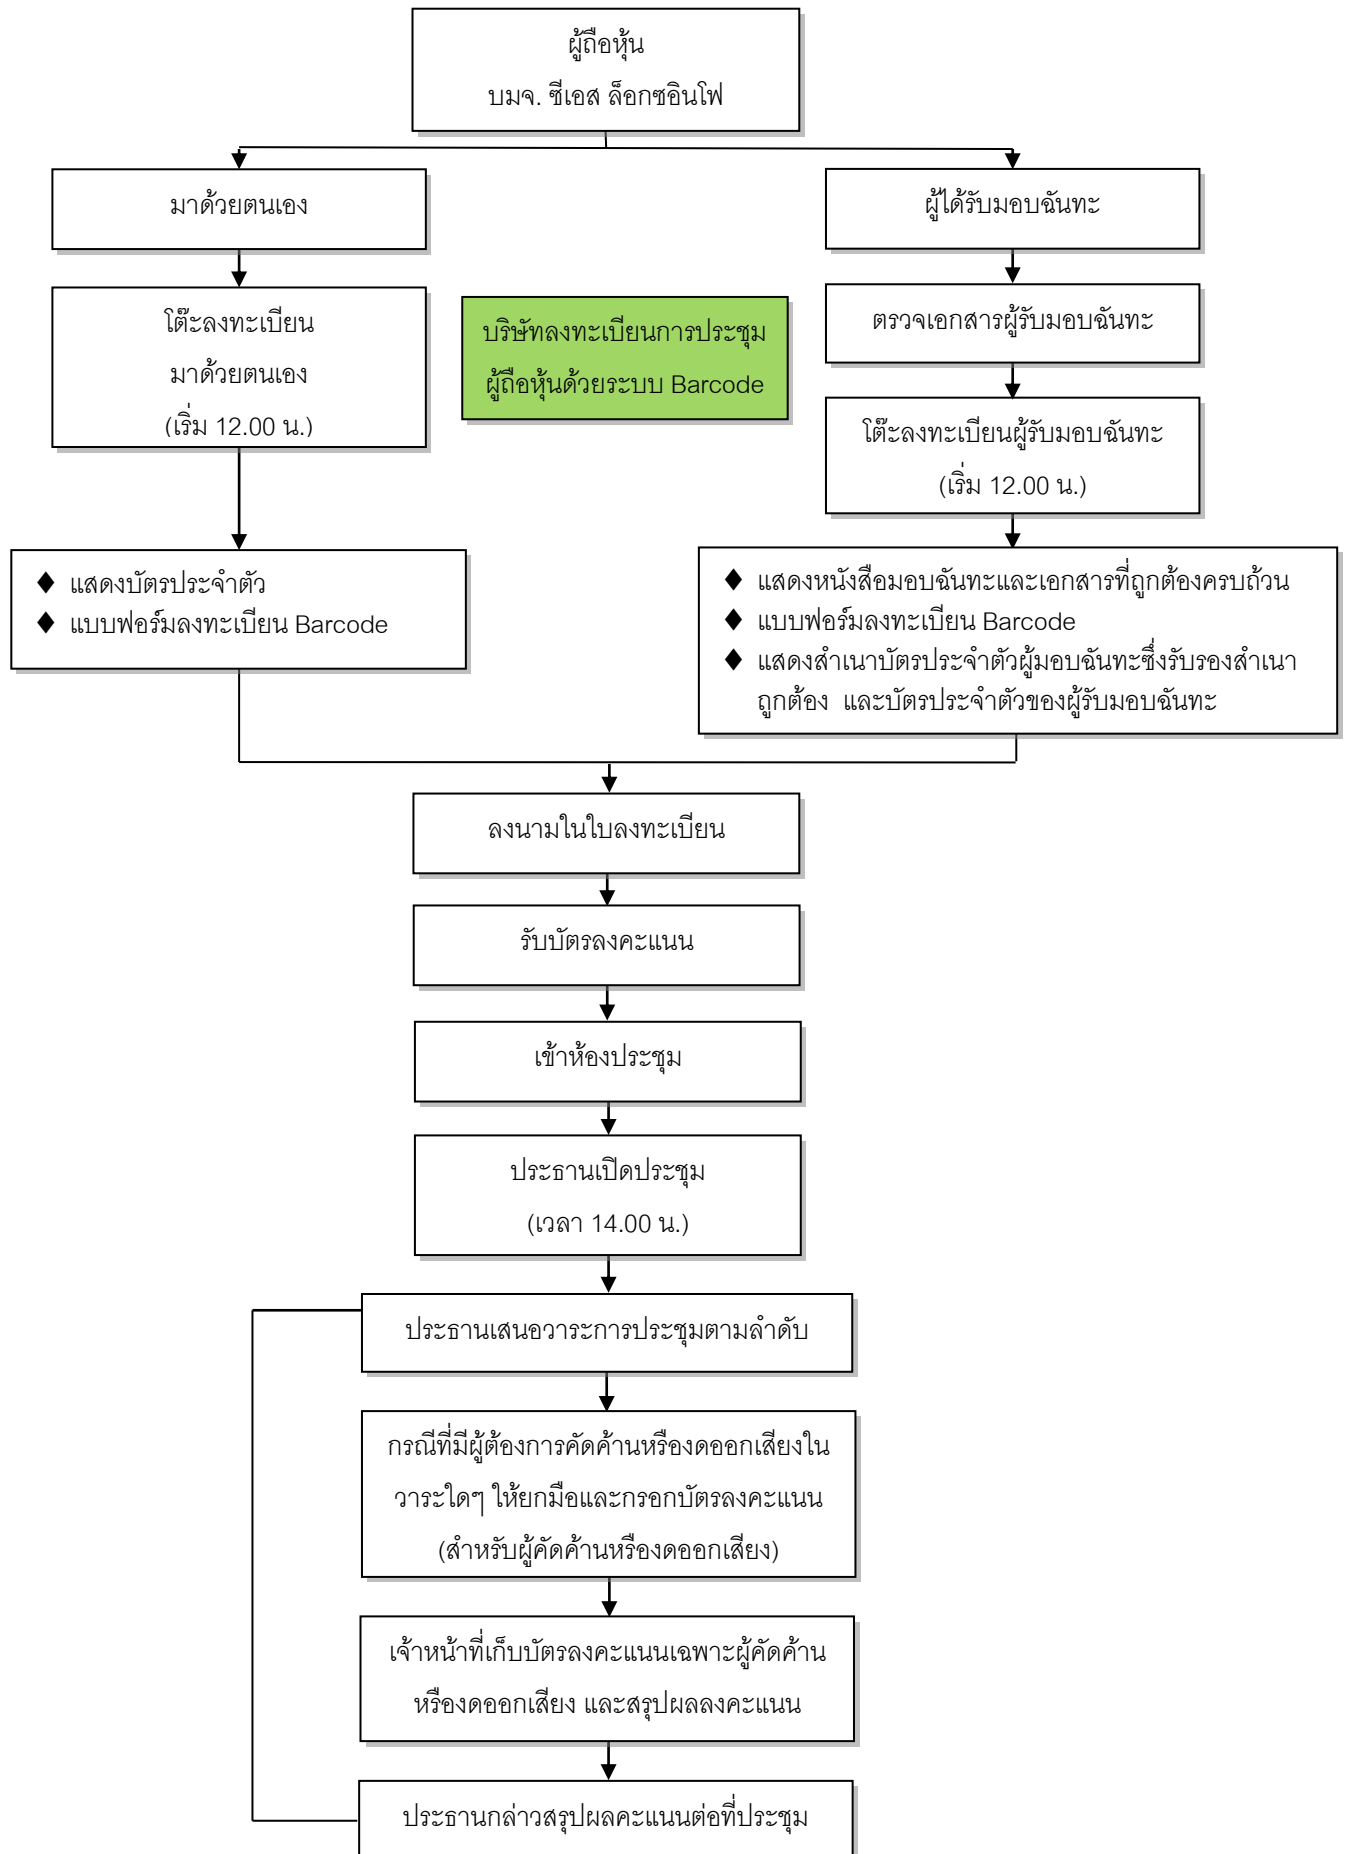 ผู้ถือหุ้น
บมจ. ซีเอส ล็อกซอินโฟ
มาด้วยตนเอง
ผู้ได้รับมอบฉันทะ
โต๊ะลงทะเบียน
มาด้วยตนเอง
(เริ่ม 12.00 น.)
บริษัทลงทะเบียนการประชุม
ผู้ถือหุ้นด้วยระบบ Barcode
ตรวจเอกสารผู้รับมอบฉันทะ
โต๊ะลงทะเบียนผู้รับมอบฉันทะ
(เริ่ม 12.00 น.)
♦ แสดงบัตรประจำตัว
♦ แบบฟอร์มลงทะเบียน Barcode
♦ แสดงหนังสือมอบฉันทะและเอกสารที่ถูกต้องครบถ้วน
♦ แบบฟอร์มลงทะเบียน Barcode
♦ แสดงสำเนาบัตรประจำตัวผู้มอบฉันทะซึ่งรับรองสำเนา
ถูกต้อง และบัตรประจำตัวของผู้รับมอบฉันทะ
ลงนามในใบลงทะเบียน
รับบัตรลงคะแนน
เข้าห้องประชุม
ประธานเปิดประชุม
(เวลา 14.00 น.)
ประธานเสนอวาระการประชุมตามลำดับ
กรณีที่มีผู้ต้องการคัดค้านหรืองดออกเสียงใน
วาระใดๆ ให้ยกมือและกรอกบัตรลงคะแนน
(สำหรับผู้คัดค้านหรืองดออกเสียง)
เจ้าหน้าที่เก็บบัตรลงคะแนนเฉพาะผู้คัดค้าน
หรืองดออกเสียง และสรุปผลลงคะแนน
ประธานกล่าวสรุปผลคะแนนต่อที่ประชุม